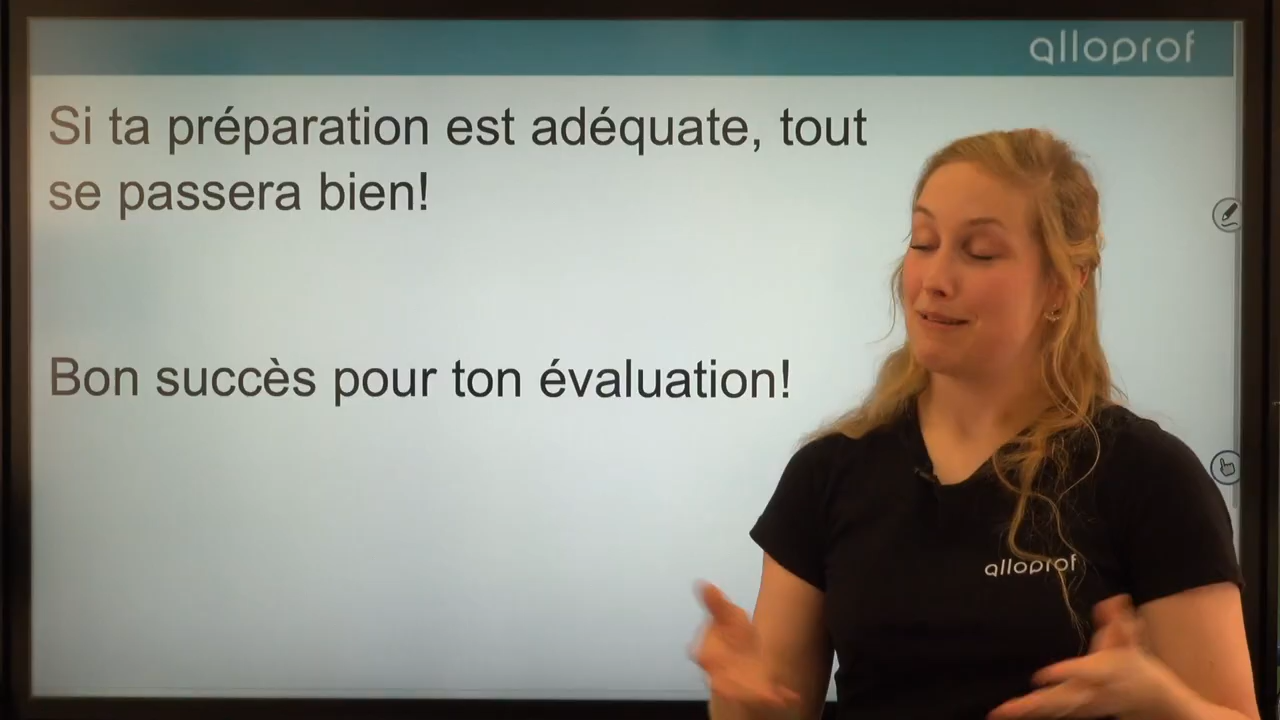 alloprof
Si ta préparation est adéquate, tout
se passera bien!
Bon succès pour ton évaluation!
alloprof